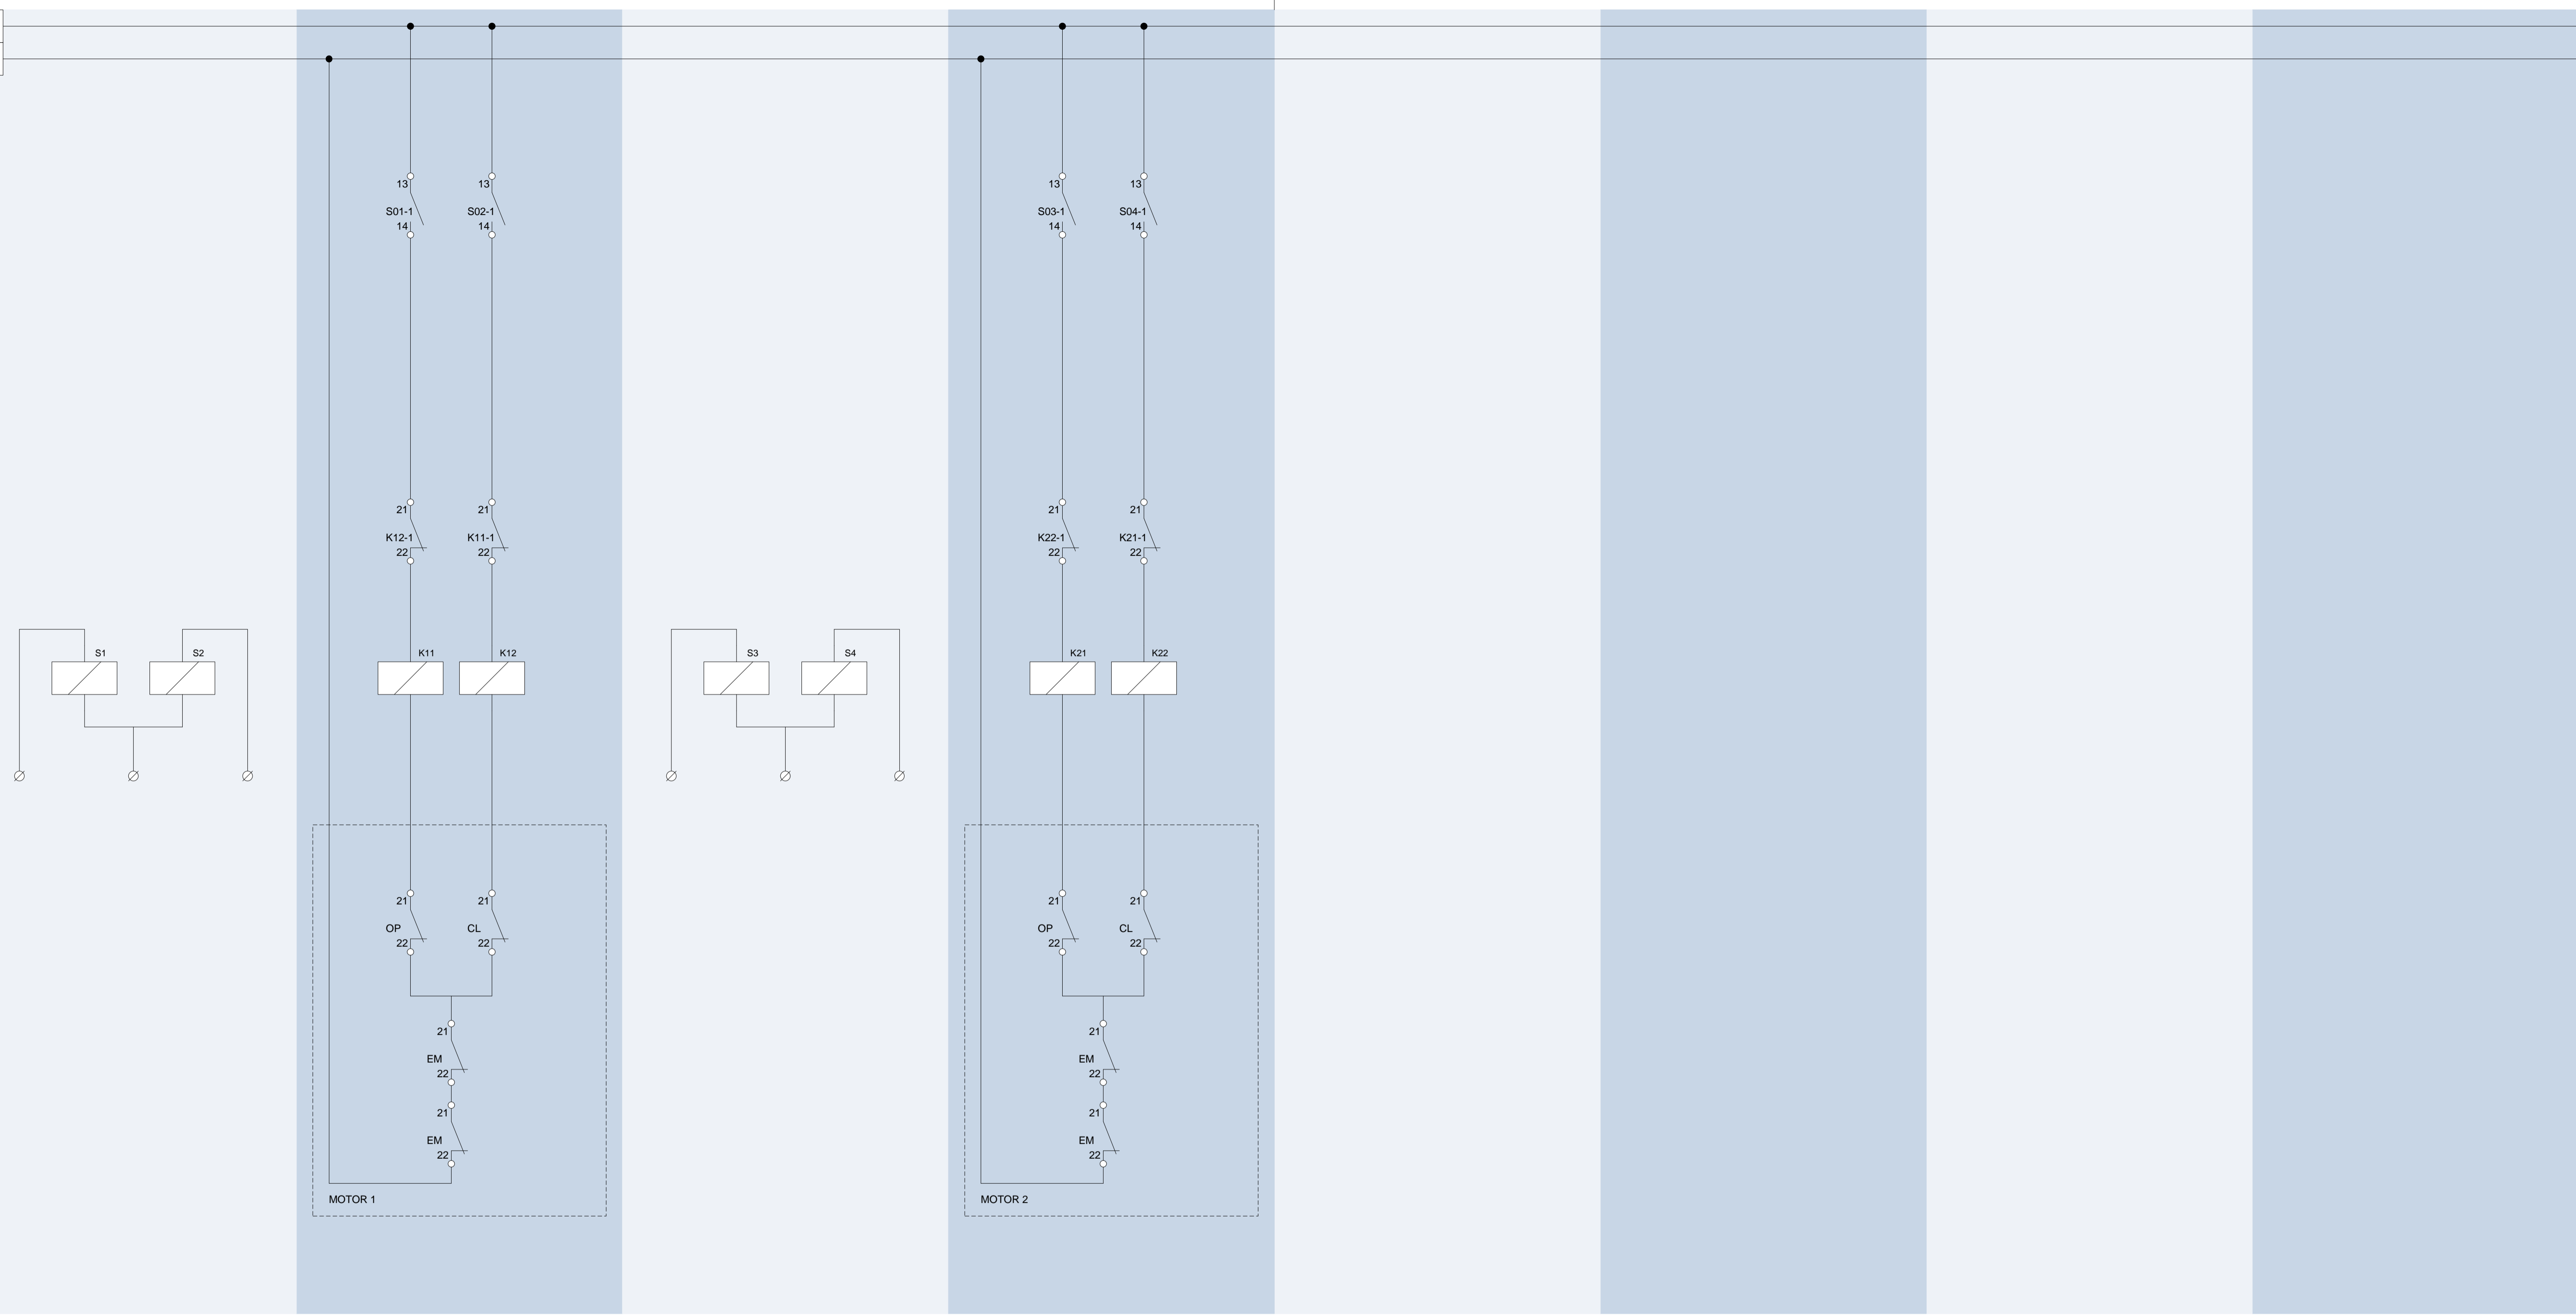 13 13 13 13
S01-1 S02-1 S03-1 S04-1
14 14 14 14
21 21 21 21
K12-1 K11-1 K22-1 K21-1
22 22 22 22
S1 S2 K11 K12 S3 S4 K21 K22
21 21 21 21
OP CL OP CL
22 22 22 22
21 21
EM EM
22 22
21 21
EM EM
22 22
MOTOR 1 MOTOR 2